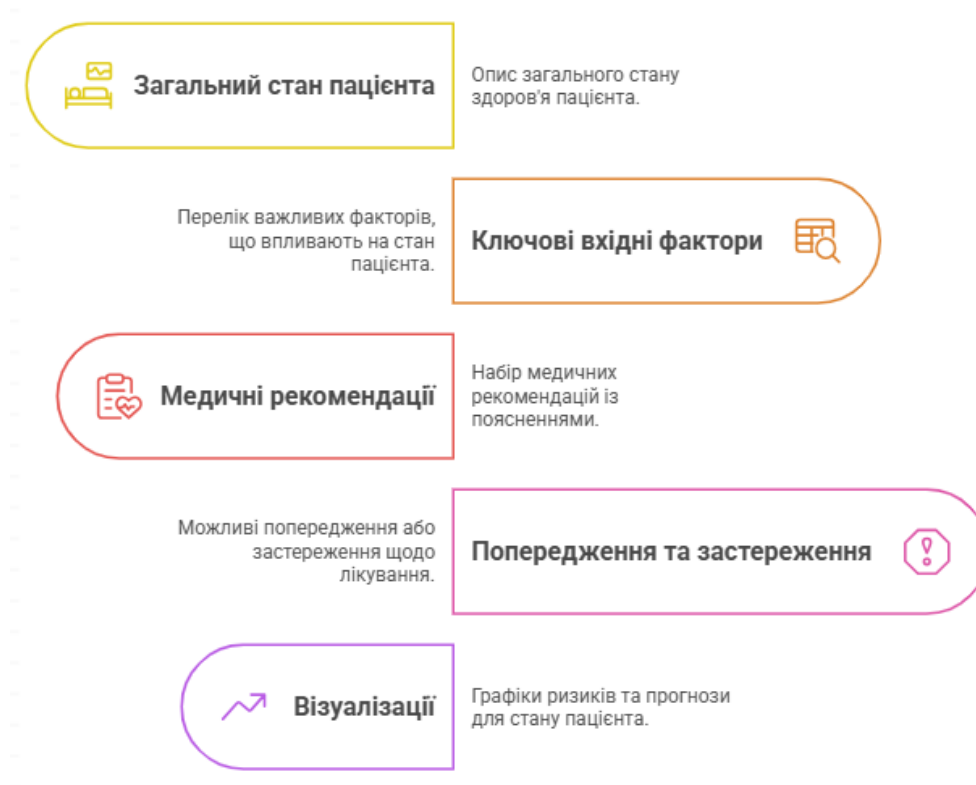 Загальний стан пацієнта
Опис загального стану
здоров'я пацієнта.
Перелік важливих факторів,
що впливають на стан
пацієнта.
Ключові вхідні фактори
Медичні рекомендації
Набір медичних
рекомендацій із
поясненнями.
Можливі попередження або
застереження щодо
лікування.
Попередження та застереження
Візуалізації
Графіки ризиків та прогнози
для стану пацієнта.